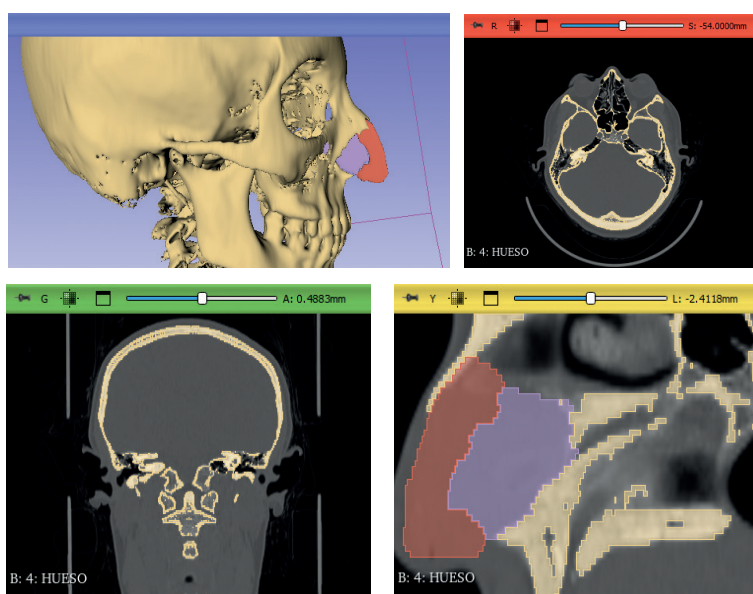 R S: -54.0000mm
B: 4: HUESO
G A: 0.4883mm
B: 4: HUESO
Y L: -2.4118mm
B: 4: HUESO